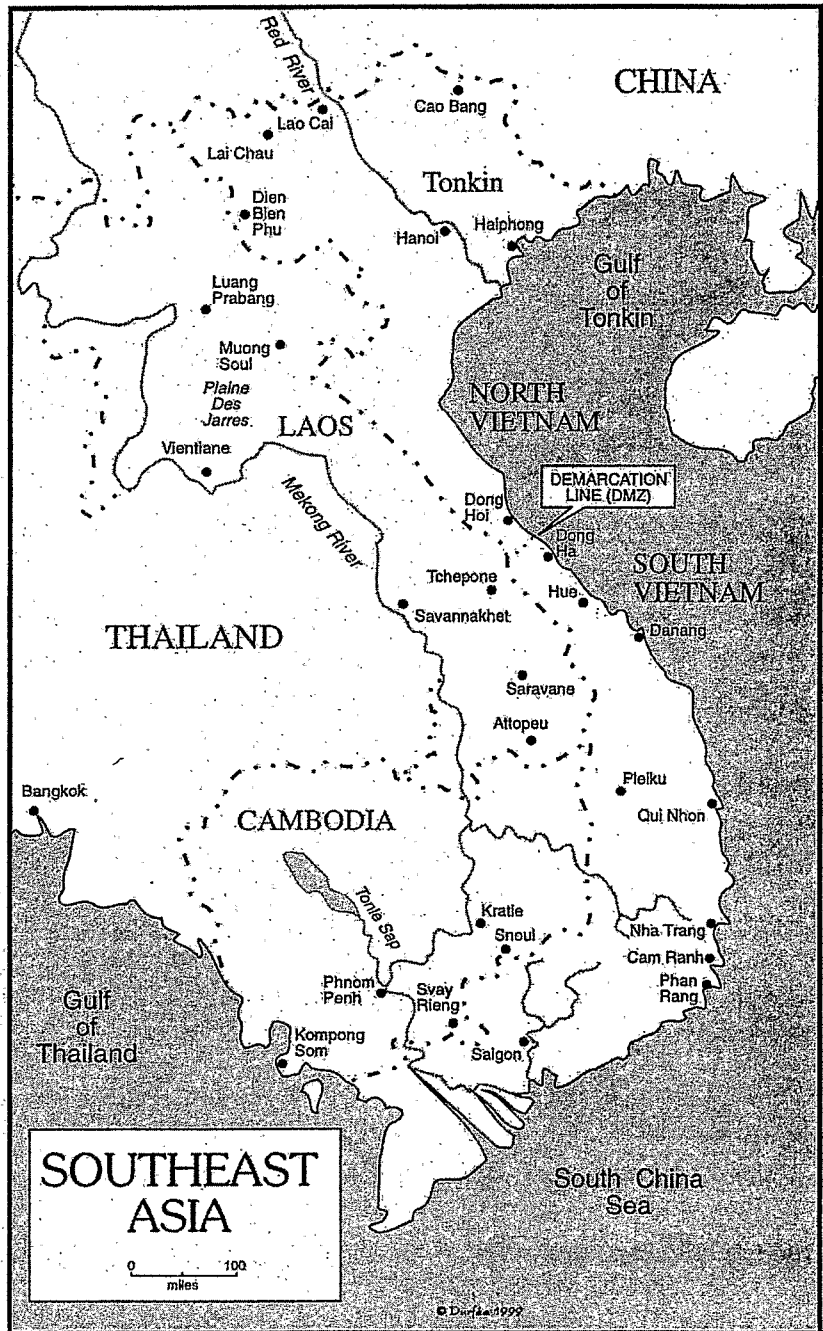 Red River
CHINA
Cao Bang
Lao Cai
Lai Chau
Tonkin
Dien
Bien
Phu
Hanoi
Haiphong
Gulf
of
Tonkin
Luang
Prabang
Muong
Soui
Plaine
Des
Jarres
NORTH
VIETNAM
LAOS
Vientiane
Mekong River
DEMARCATION
LINE (DMZ)
Dong
Hoi
Dong
Ha
SOUTH
VIETNAM
Tchepone
Hue
Savannakhet
THAILAND
Danang
Saravane
Attopeu
Pleiku
Bangkok
Qui Nhon
CAMBODIA
Tonle Sap
Kratie
Snoul
Nha Trang
Cam Ranh
Phan
Rang
Phnom
Penh
Svay
Rieng
Gulf
of
Thailand
Kompong
Som
Saigon
SOUTHEAST
ASIA
0 100
miles
South China
Sea
© 1999